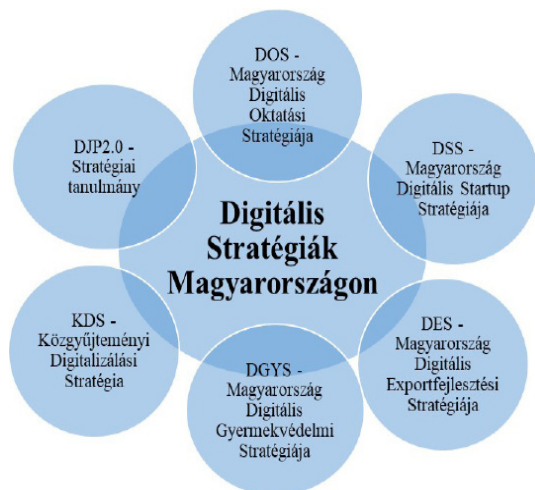 DOS -
Magyarország
Digitális
Oktatási
Stratégiája
DSS -
Magyarország
Digitális Startup
Stratégiája
DES -
Magyarország
Digitális
Exportfejlesztési
Stratégiája
DGYS -
Magyarország
Digitális
Gyermekvédelmi
Stratégiája
KDS -
Közgyűjteményi
Digitalizálási
Stratégia
DJP2.0 -
Stratégiai
tanulmány
Digitális
Stratégiák
Magyarországon